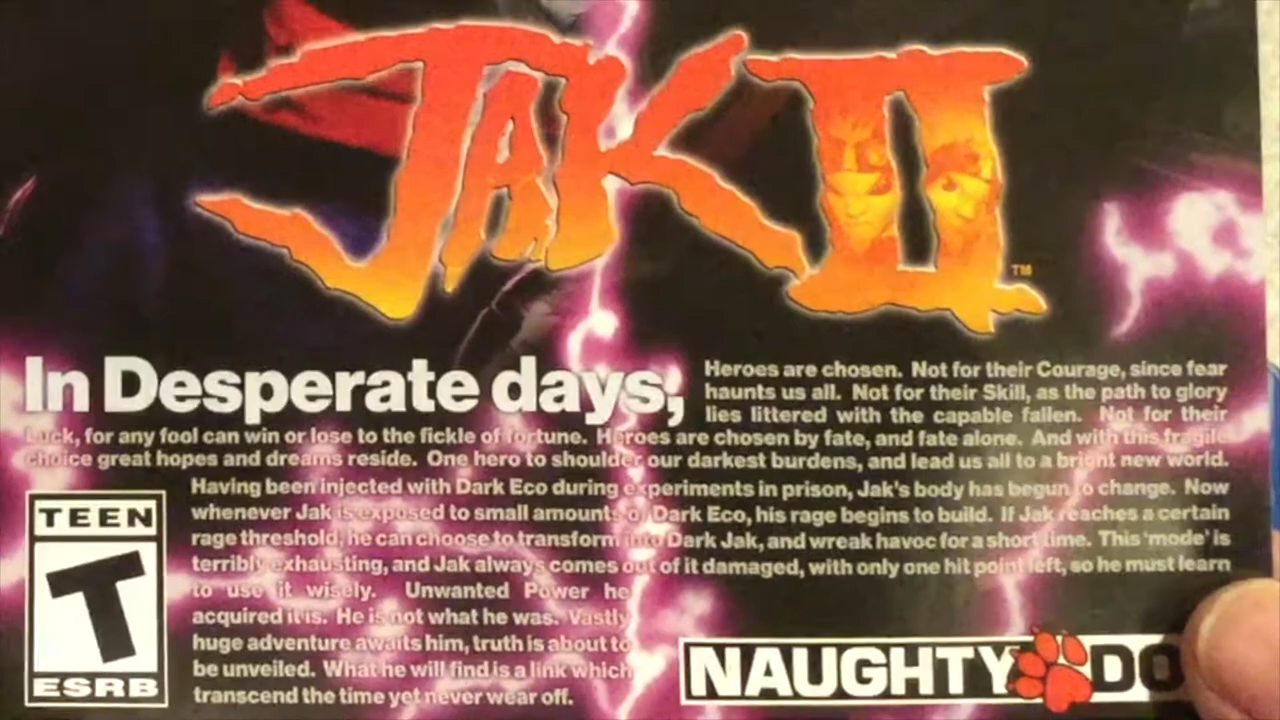 JAK II
TM
In Desperate days;
Heroes are chosen. Not for their Courage, since fear
haunts us all. Not for their Skill, as the path to glory
lies littered with the capable fallen. Not for their
Luck, for any fool can win or lose to the fickle of fortune. Heroes are chosen by fate, and fate alone. And with this fragile
choice great hopes and dreams reside. One hero to shoulder our darkest burdens, and lead us all to a bright new world.
Having been injected with Dark Eco during experiments in prison, Jak's body has begun to change. Now
whenever Jak is exposed to small amounts of Dark Eco, his rage begins to build. If Jak reaches a certain
rage threshold, he can choose to transform into Dark Jak, and wreak havoc for a short time. This 'mode' is
terribly exhausting, and Jak always comes out of it damaged, with only one hit point left, so he must learn
to use it wisely. Unwanted Power he
acquired it is. He is not what he was. Vastly
huge adventure awaits him, truth is about to
be unveiled. What he will find is a link which
transcend the time yet never wear off.
TEEN
T
ESRB
NAUGHTY DO